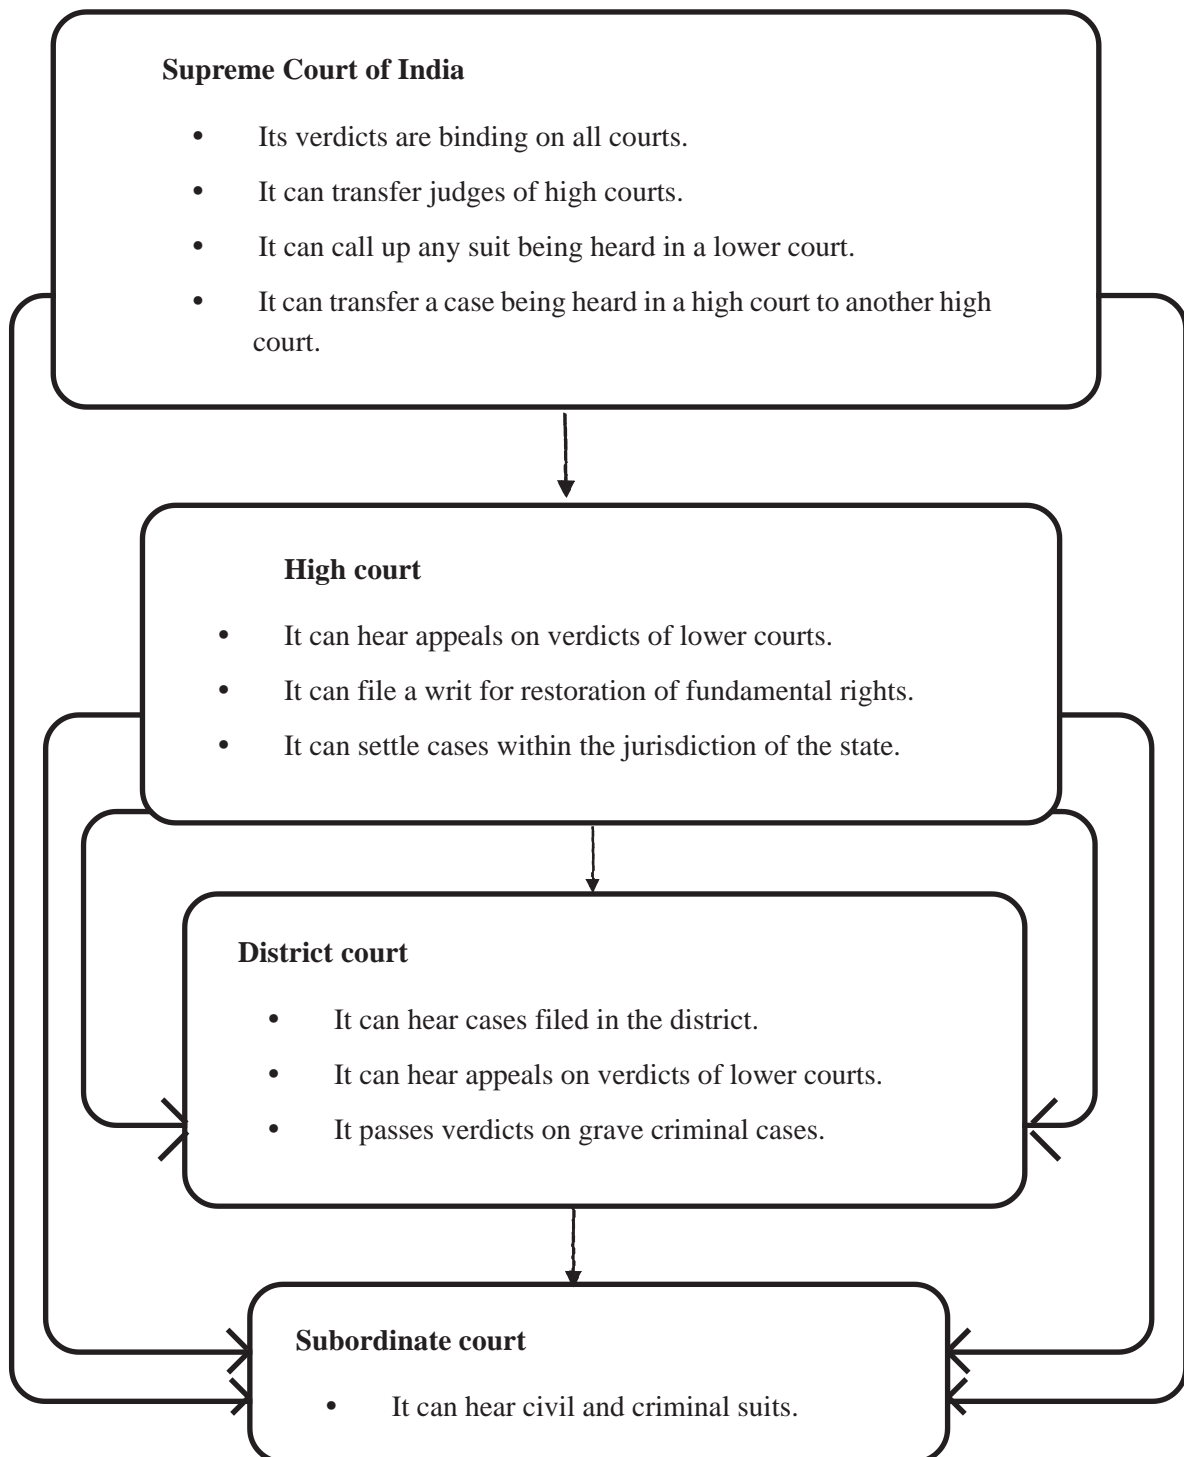 Supreme Court of India
• Its verdicts are binding on all courts.
• It can transfer judges of high courts.
• It can call up any suit being heard in a lower court.
• It can transfer a case being heard in a high court to another high
court.
High court
• It can hear appeals on verdicts of lower courts.
• It can file a writ for restoration of fundamental rights.
• It can settle cases within the jurisdiction of the state.
District court
• It can hear cases filed in the district.
• It can hear appeals on verdicts of lower courts.
• It passes verdicts on grave criminal cases.
Subordinate court
• It can hear civil and criminal suits.